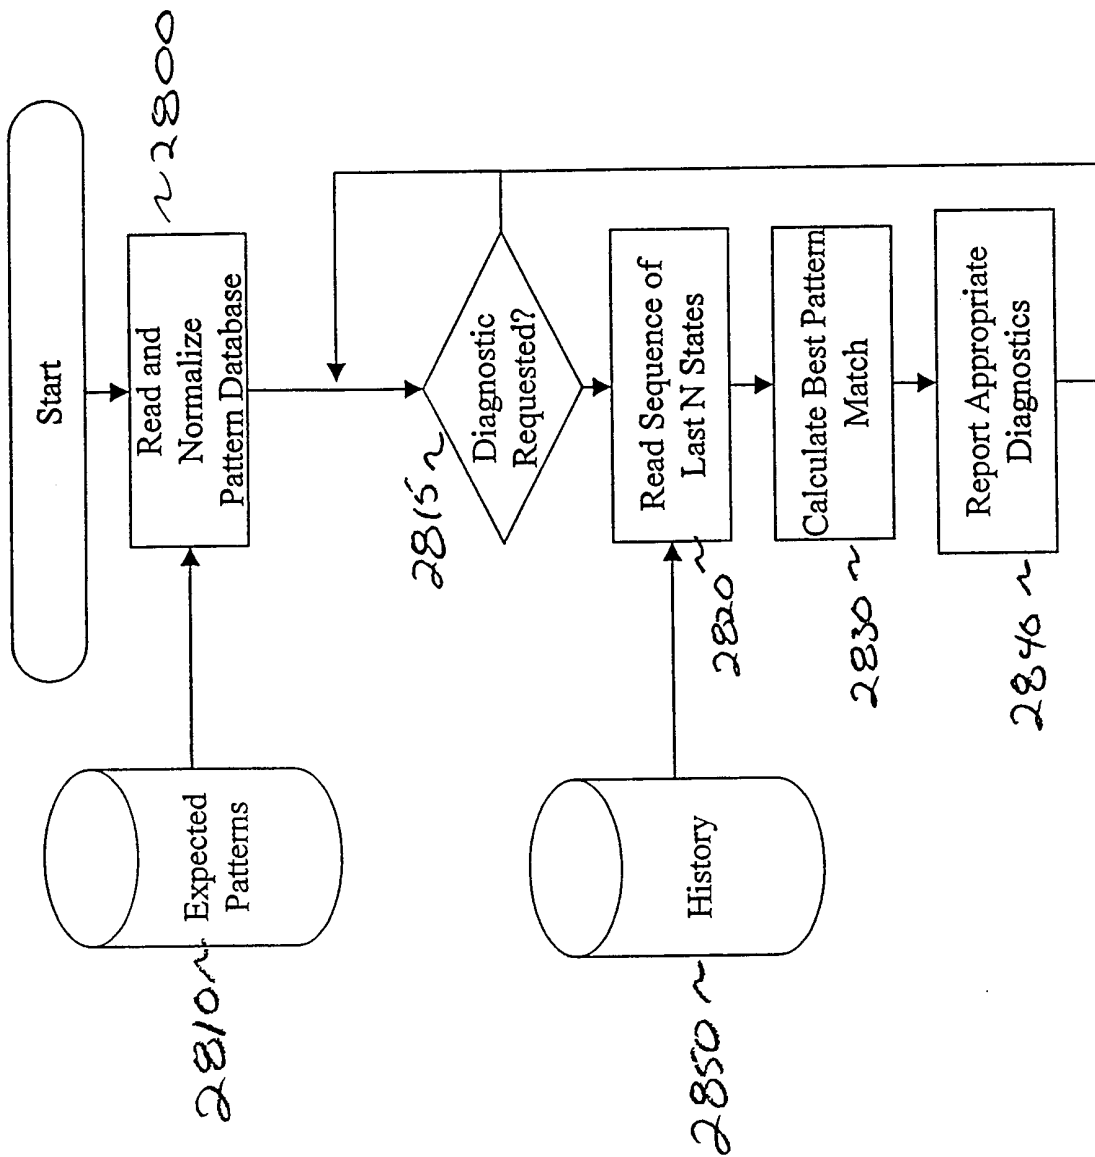 Start
Read and
Normalize
Pattern Database
~2800
2810~
Expected
Patterns
2815~
Diagnostic
Requested?
Read Sequence of
Last N States
2820~
2850~
History
Calculate Best Pattern
Match
2830~
Report Appropriate
Diagnostics
2840~